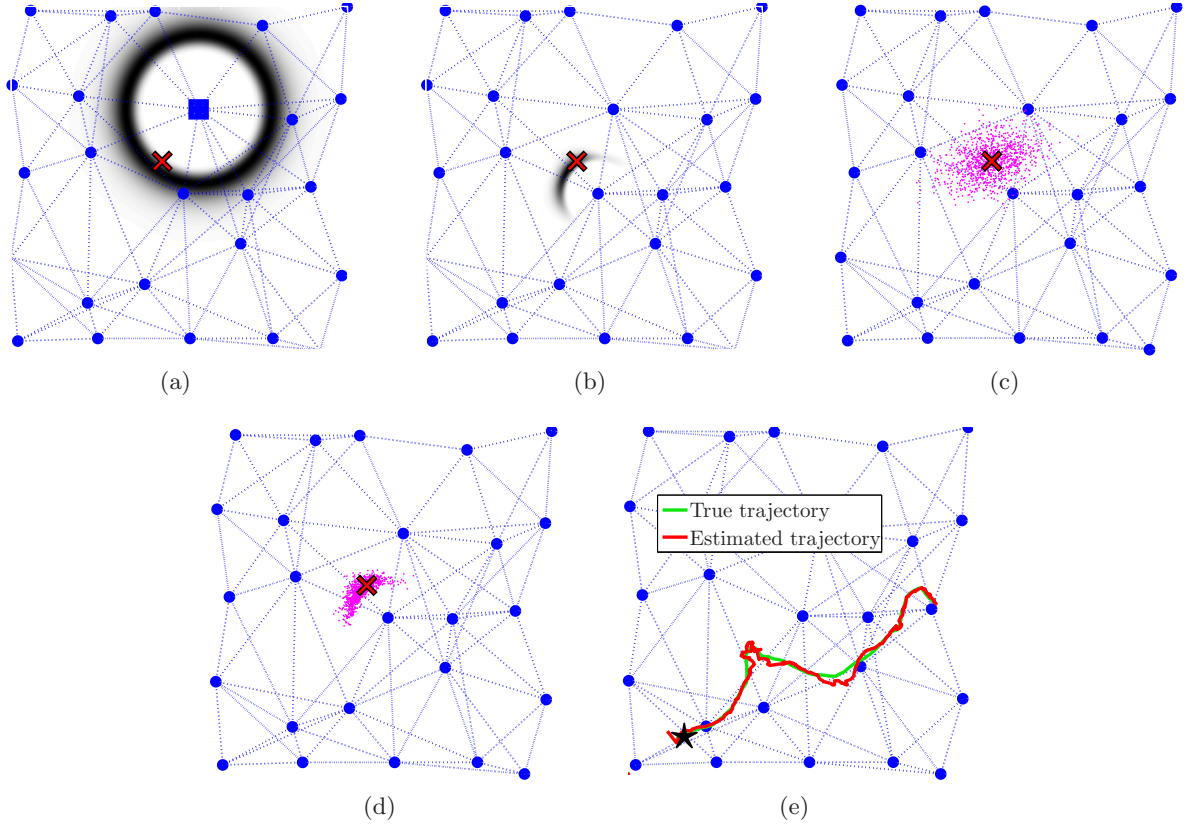 (a)
(b)
(c)
True trajectory
Estimated trajectory
(d)
(e)